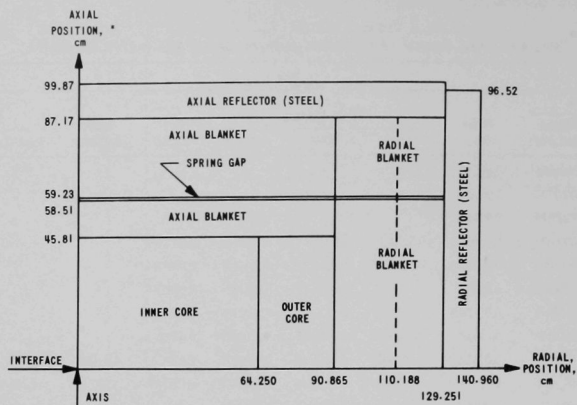 AXIAL
POSITION, *
cm
99.87
96.52
AXIAL REFLECTOR (STEEL)
87.17
AXIAL BLANKET
RADIAL
BLANKET
SPRING GAP
59.23
58.51
AXIAL BLANKET
45.81
RADIAL
BLANKET
RADIAL REFLECTOR (STEEL)
INNER CORE
OUTER
CORE
INTERFACE
RADIAL,
POSITION,
cm
64.250
90.865
110.188
140.960
129.251
AXIS